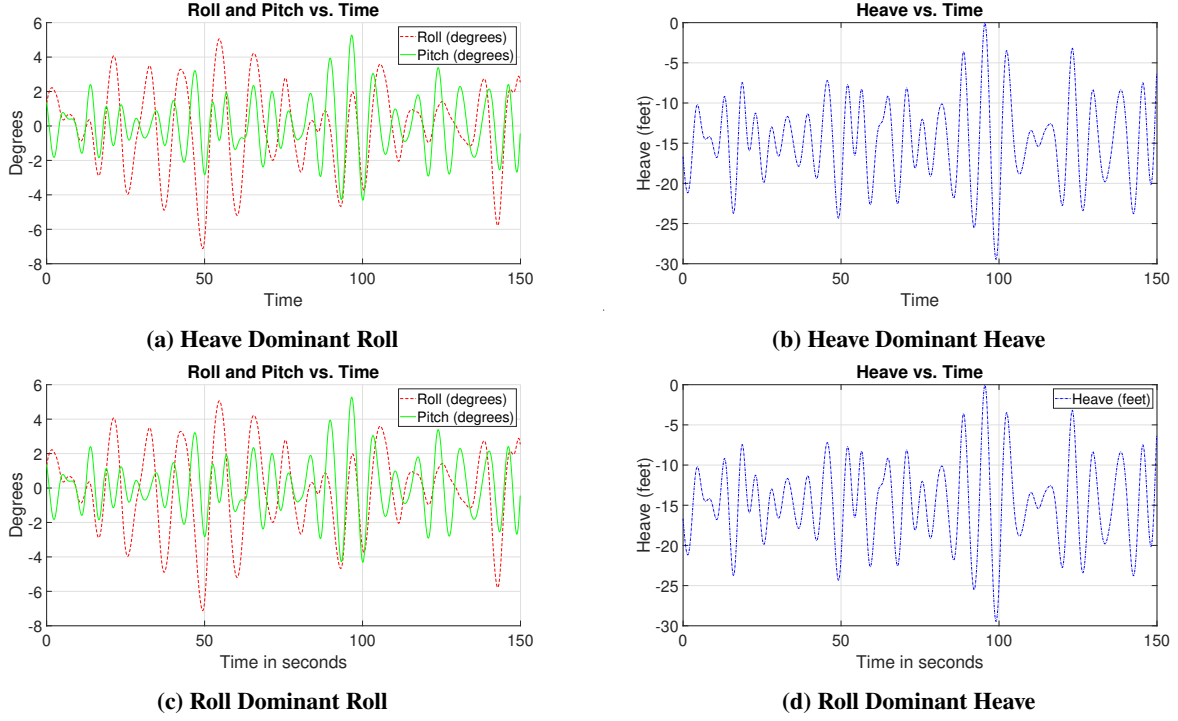 Roll and Pitch vs. Time
6
4
2
0
-2
-4
-6
-8
Degrees
Roll (degrees)
Pitch (degrees)
0
50
100
150
Time
(a) Heave Dominant Roll
Heave vs. Time
0
-5
-10
-15
-20
-25
-30
Heave (feet)
0
50
100
150
Time
(b) Heave Dominant Heave
Roll and Pitch vs. Time
6
4
2
0
-2
-4
-6
-8
Degrees
Roll (degrees)
Pitch (degrees)
0
50
100
150
Time in seconds
(c) Roll Dominant Roll
Heave vs. Time
0
-5
-10
-15
-20
-25
-30
Heave (feet)
Heave (feet)
0
50
100
150
Time in seconds
(d) Roll Dominant Heave